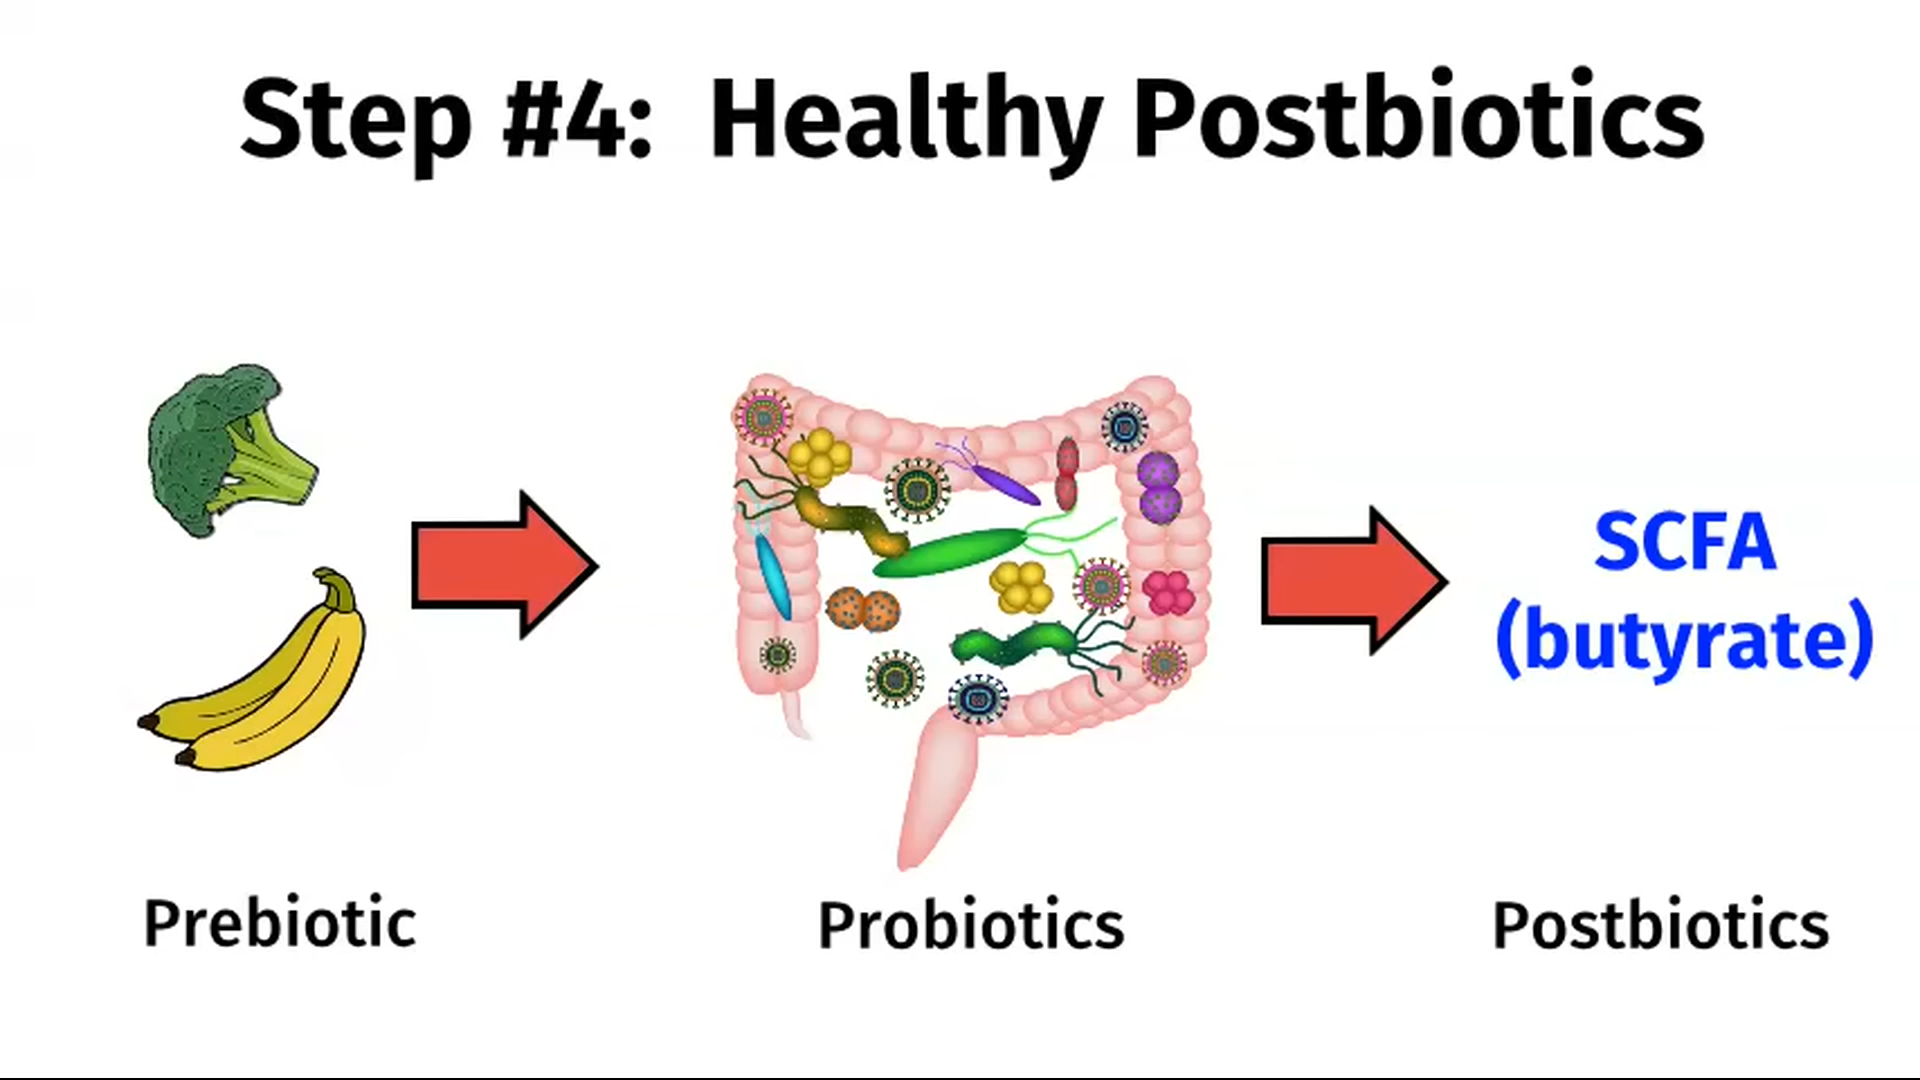 Step #4: Healthy Postbiotics
SCFA
(butyrate)
Prebiotic
Probiotics
Postbiotics